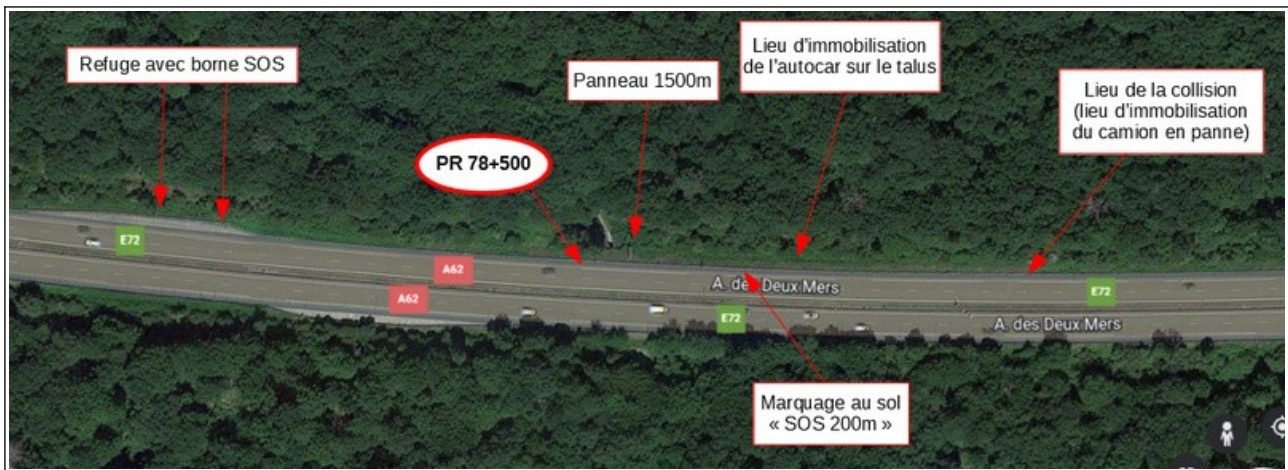 Refuge avec borne SOS
Panneau 1500m
Lieu d'immobilisation
de l'autocar sur le talus
Lieu de la collision
(lieu d'immobilisation
du camion en panne)
PR 78+500
E72
A62
A62
A. des Deux Mers
E72
E72
A. des Deux Mers
Marquage au sol
« SOS 200m »